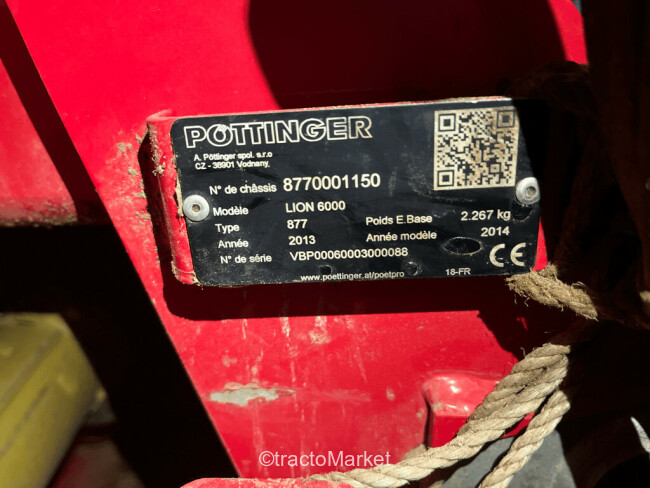 PÖTTINGER
A. Pöttinger spol. s.r.o
CZ - 38901 Vodnany
N° de châssis 8770001150
Modèle LION 6000
Type 877 Poids E.Base 2.267 kg
Année 2013 Année modèle 2014
N° de série VBP00060003000088
CE
www.poettinger.at/poetpro 18-FR
©tractoMarket